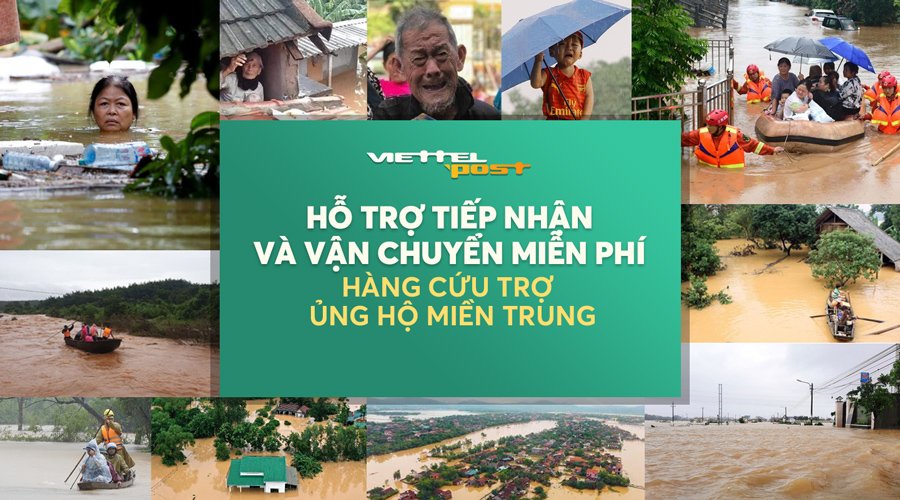 VIETTEL
post
HỖ TRỢ TIẾP NHẬN
VÀ VẬN CHUYỂN MIỄN PHÍ
HÀNG CỨU TRỢ
ỦNG HỘ MIỀN TRUNG